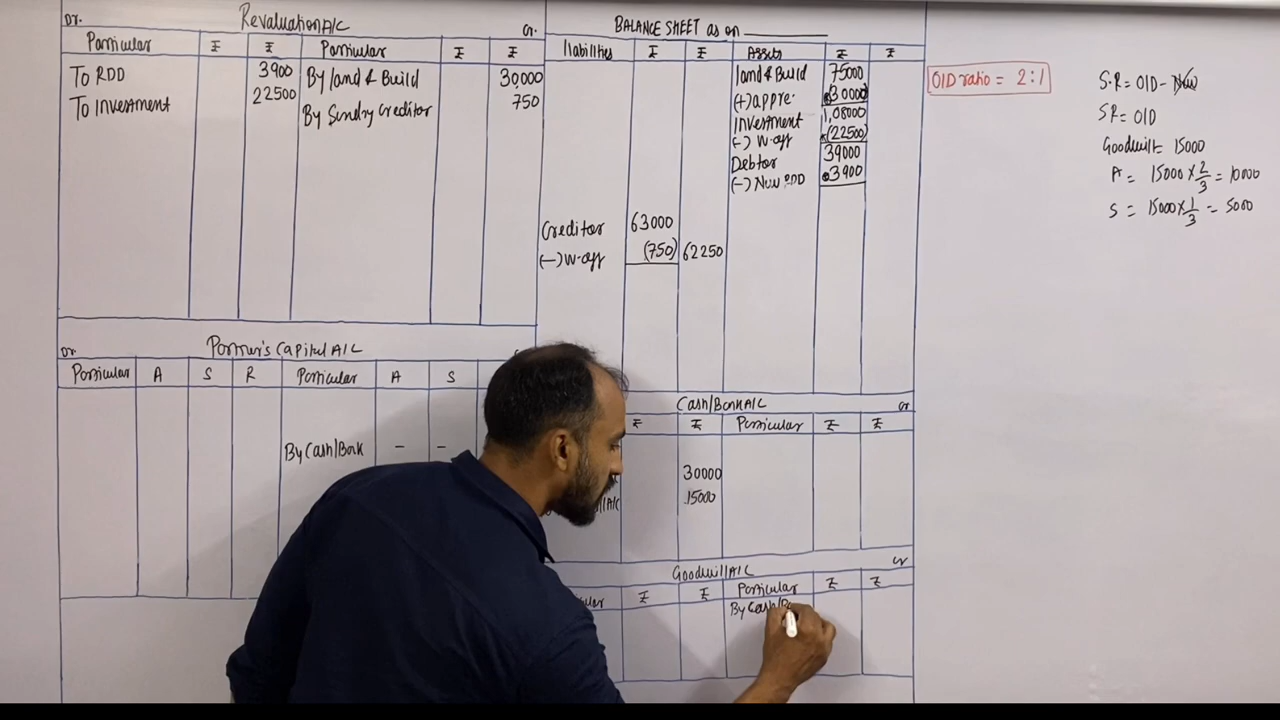 Dr. Revaluation A/C Cr.
Particular ₹ ₹ Particular ₹ ₹
To RDD 3900 By land & Build 30000
To Investment 22500 By Sundry Creditor 750
BALANCE SHEET as on
liabilities ₹ ₹ Assets ₹ ₹
land & Build 75000
(+) appre. 30000
Investment 1,08000
(-) w-off (22500)
Debtor 39000
(-) New RDD 3900
Creditor 63000
(-) w-off (750) 62250
Dr. Partner's Capital A/C
Particular A S R Particular A S
By Cash/Bank - -
Cash/Bank A/C Cr
₹ ₹ Particular ₹ ₹
30000
A/C 15000
Goodwill A/C Cr
₹ ₹ Particular ₹ ₹
By Cash/
Old ratio = 2:1
S.R = Old - New
SR = Old
Goodwill = 15000
A = 15000 × 2/3 = 10000
S = 15000 × 1/3 = 5000